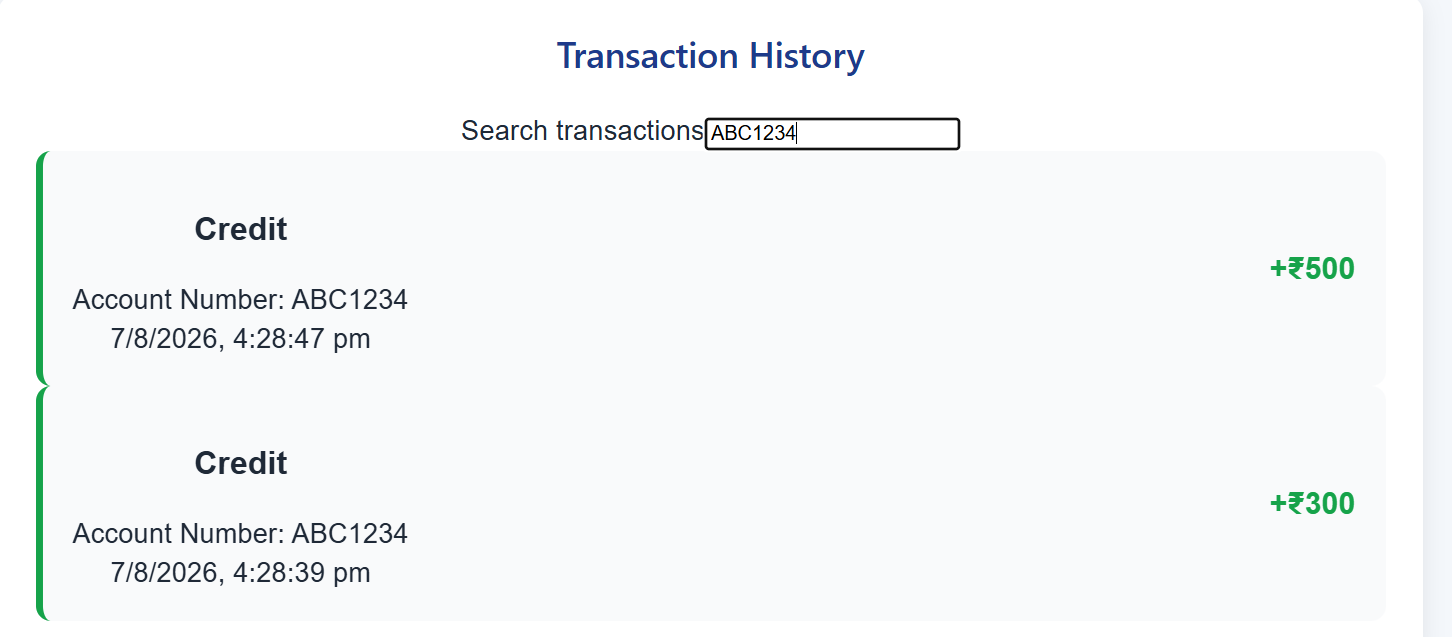 Transaction History
Search transactions ABC1234
Credit
+₹500
Account Number: ABC1234
7/8/2026, 4:28:47 pm
Credit
+₹300
Account Number: ABC1234
7/8/2026, 4:28:39 pm